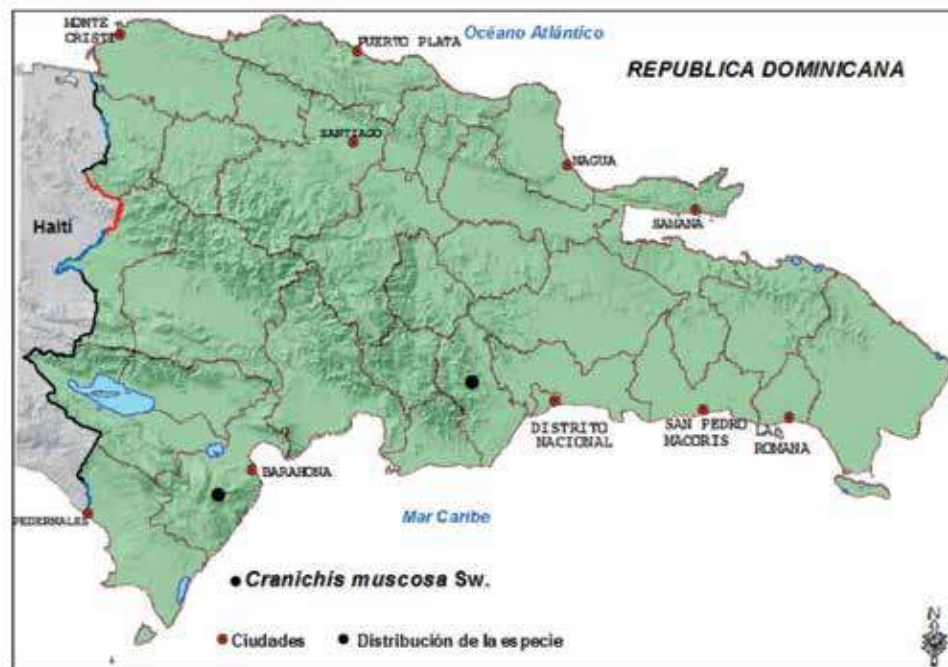 MONTE
CRISTI
Océano Atlántico
PUERTO PLATA
REPUBLICA DOMINICANA
SANTIAGO
NAGUA
SAMANA
Haití
DISTRITO
NACIONAL
SAN PEDRO
MACORIS
LA
ROMANA
BARAHONA
PEDERNALES
Mar Caribe
Cranichis muscosa Sw.
Ciudades
Distribución de la especie